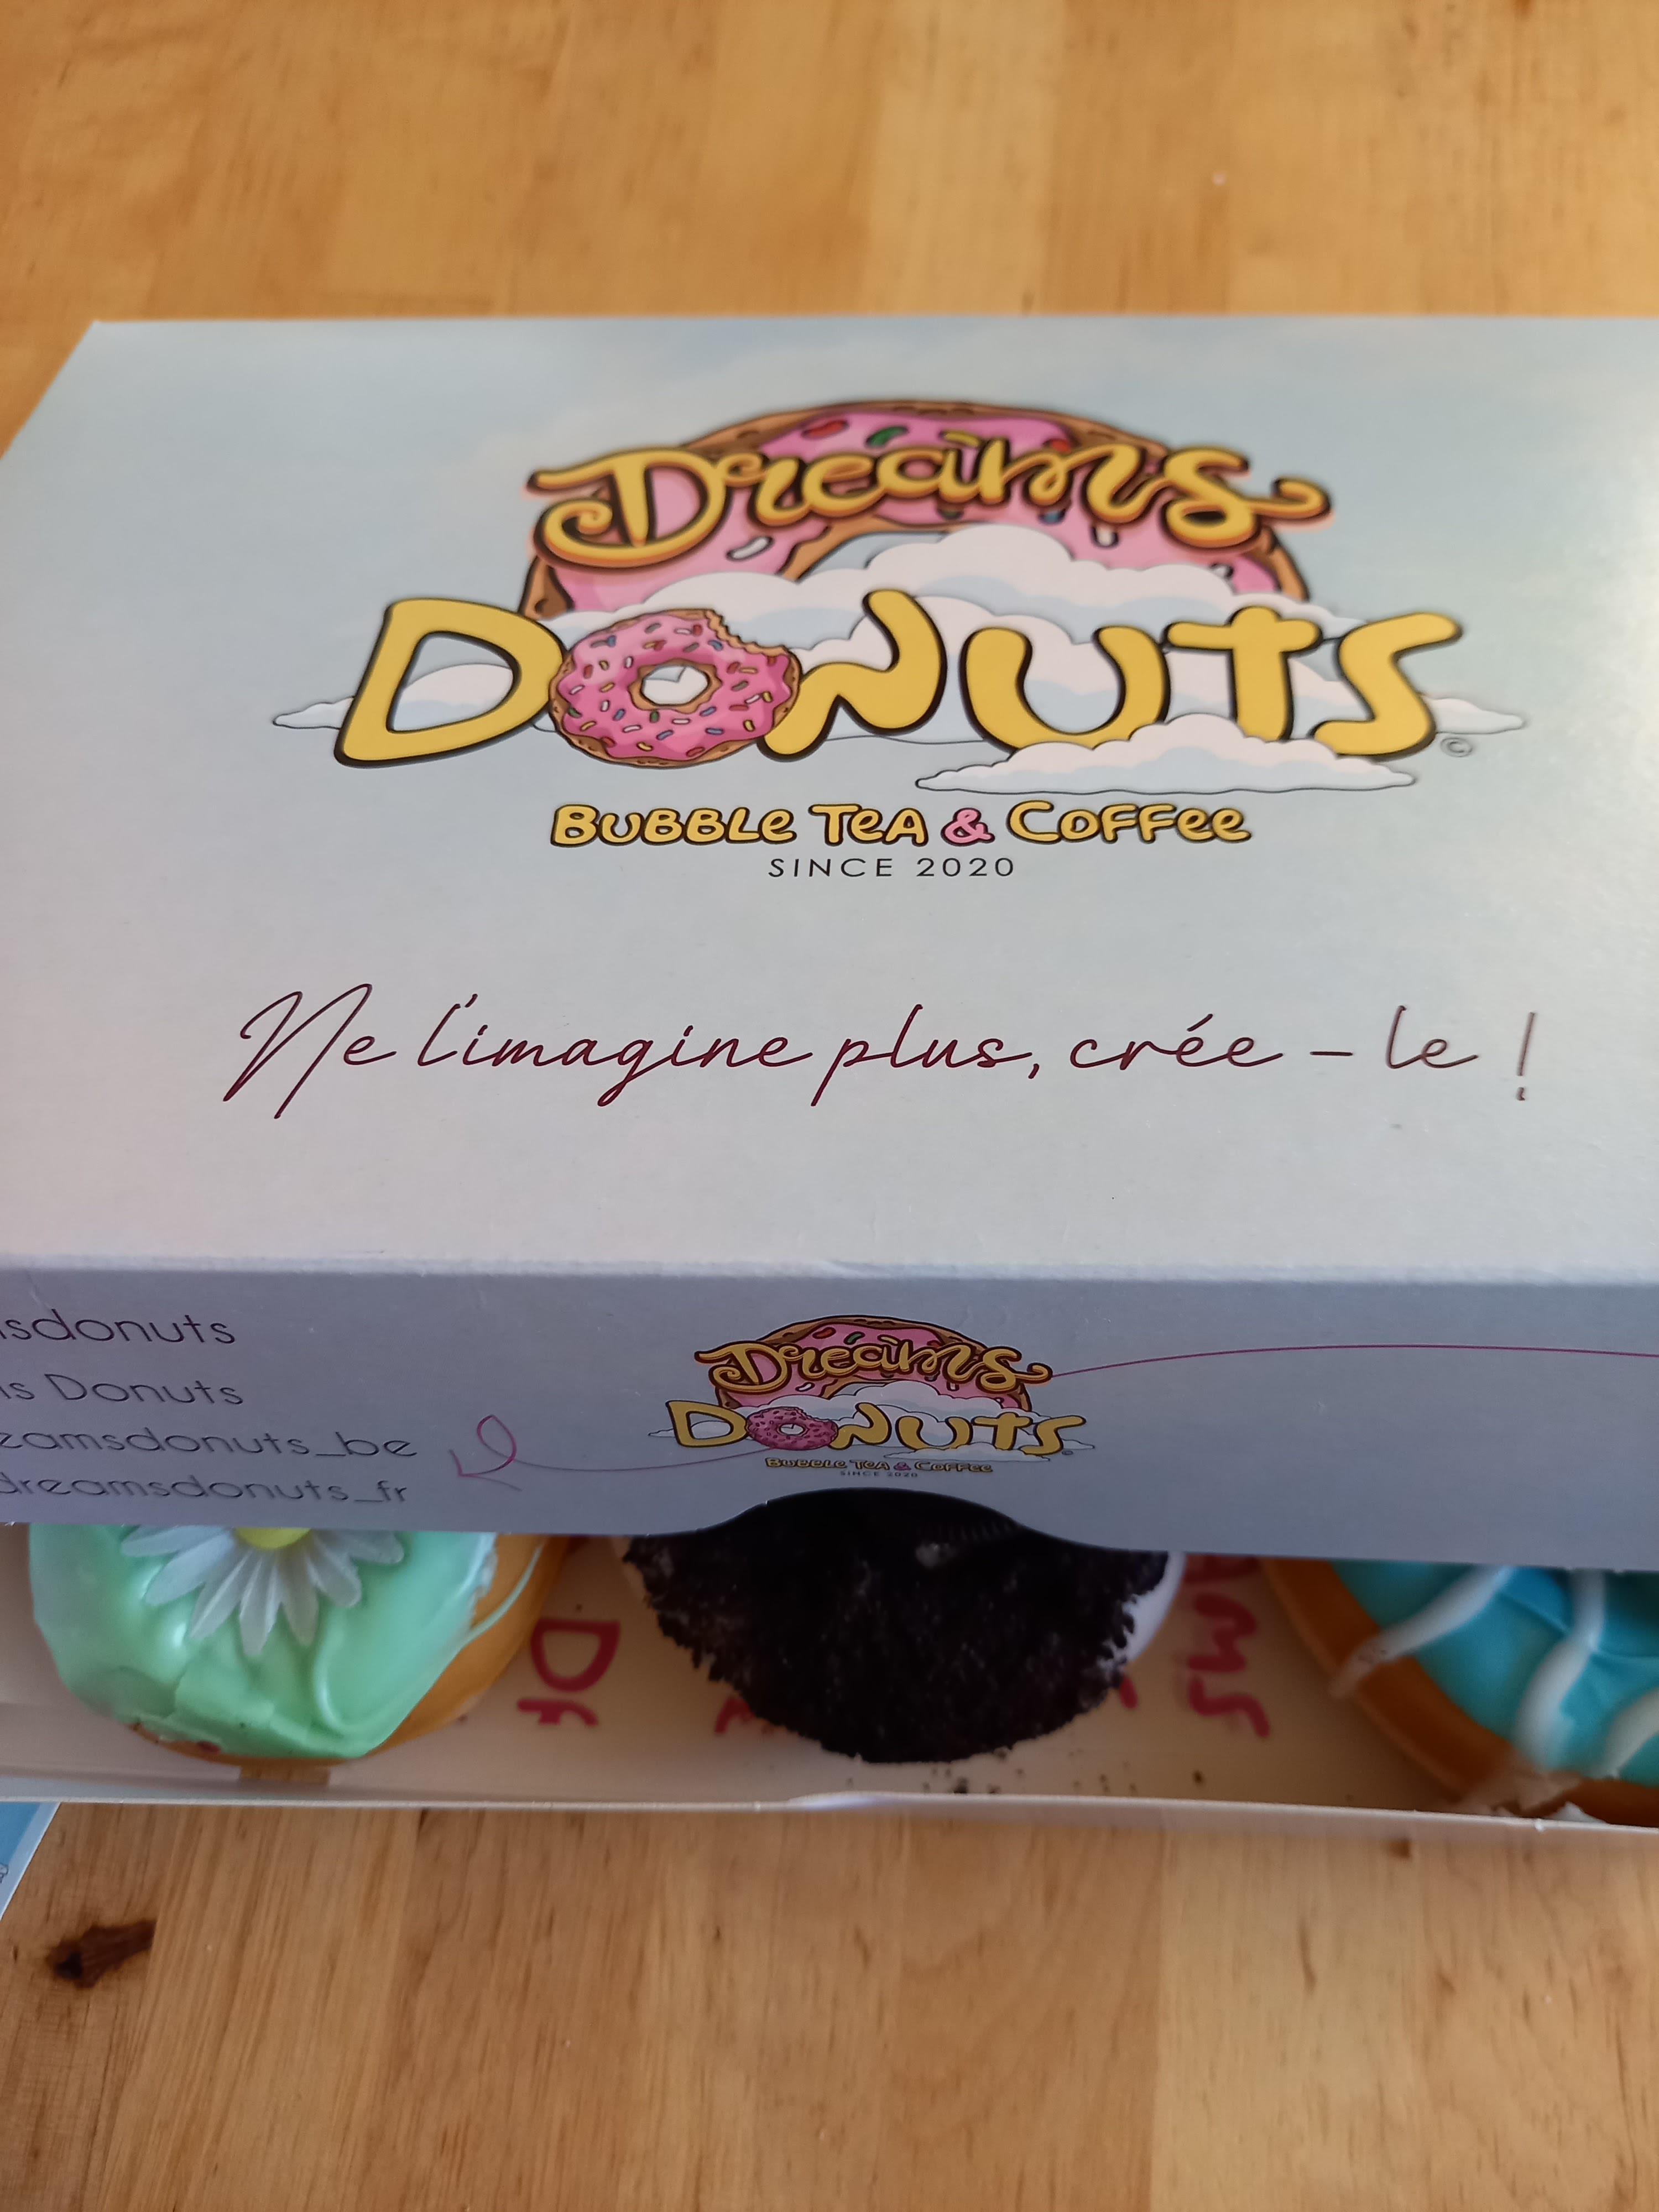 Dreams
DONUTS
©
BUBBLE TEA & COFFEE
SINCE 2020
Ne l'imagine plus, crée - le !
sdonuts
s Donuts
eamsdonuts_be
dreamsdonuts_fr
Dreams
DONUTS
BUBBLE TEA & COFFEE
SINCE 2020